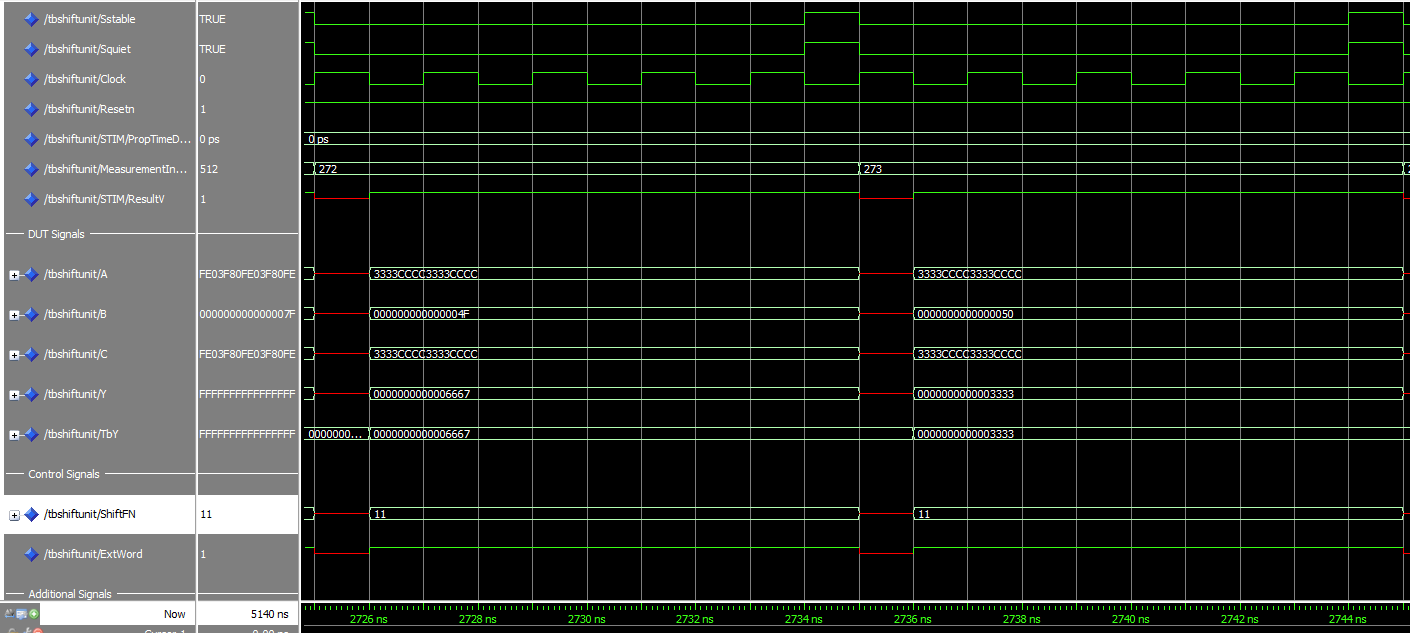 /tbshiftunit/Sstable TRUE
/tbshiftunit/Squiet TRUE
/tbshiftunit/Clock 0
/tbshiftunit/Resetn 1
/tbshiftunit/STIM/PropTimeD... 0 ps 0 ps
/tbshiftunit/MeasurementIn... 512 272 273
/tbshiftunit/STIM/ResultV 1
DUT Signals
/tbshiftunit/A FE03F80FE03F80FE 3333CCCC3333CCCC 3333CCCC3333CCCC
/tbshiftunit/B 000000000000007F 000000000000004F 0000000000000050
/tbshiftunit/C FE03F80FE03F80FE 3333CCCC3333CCCC 3333CCCC3333CCCC
/tbshiftunit/Y FFFFFFFFFFFFFFFF 0000000000006667 0000000000003333
/tbshiftunit/TbY FFFFFFFFFFFFFFFF 0000000... 0000000000006667 0000000000003333
Control Signals
/tbshiftunit/ShiftFN 11 11 11
/tbshiftunit/ExtWord 1
Additional Signals
Now 5140 ns 2726 ns 2728 ns 2730 ns 2732 ns 2734 ns 2736 ns 2738 ns 2740 ns 2742 ns 2744 ns